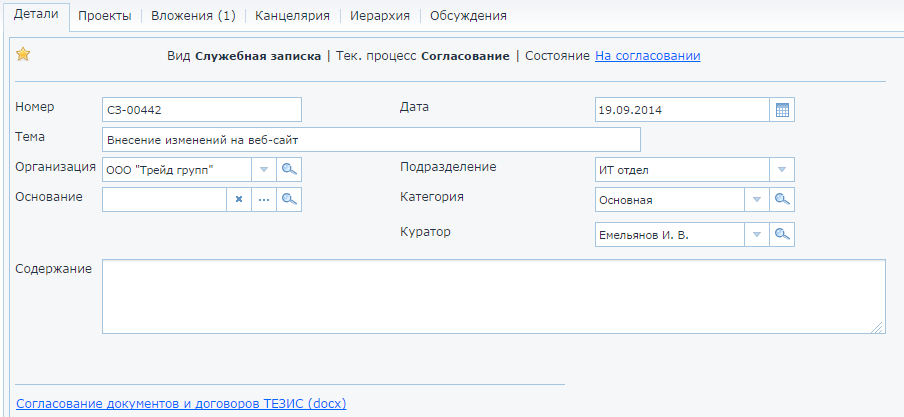 Детали Проекты Вложения (1) Канцелярия Иерархия Обсуждения
Вид Служебная записка | Тек. процесс Согласование | Состояние На согласовании
Номер СЗ-00442 Дата 19.09.2014
Тема Внесение изменений на веб-сайт
Организация ООО "Трейд групп" Подразделение ИТ отдел
Основание Категория Основная
Куратор Емельянов И. В.
Содержание
Согласование документов и договоров ТЕЗИС (docx)